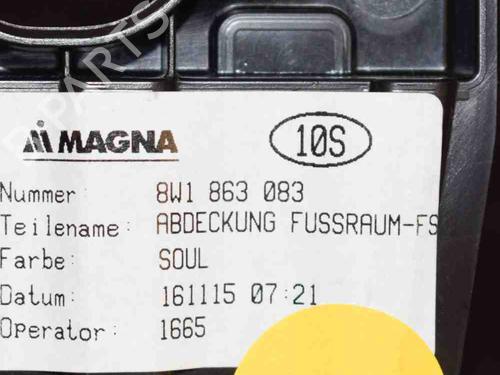 MAGNA
10S
Nummer: 8W1 863 083
Teilename: ABDECKUNG FUSSRAUM-FS
Farbe: SOUL
Datum: 161115 07:21
Operator: 1665